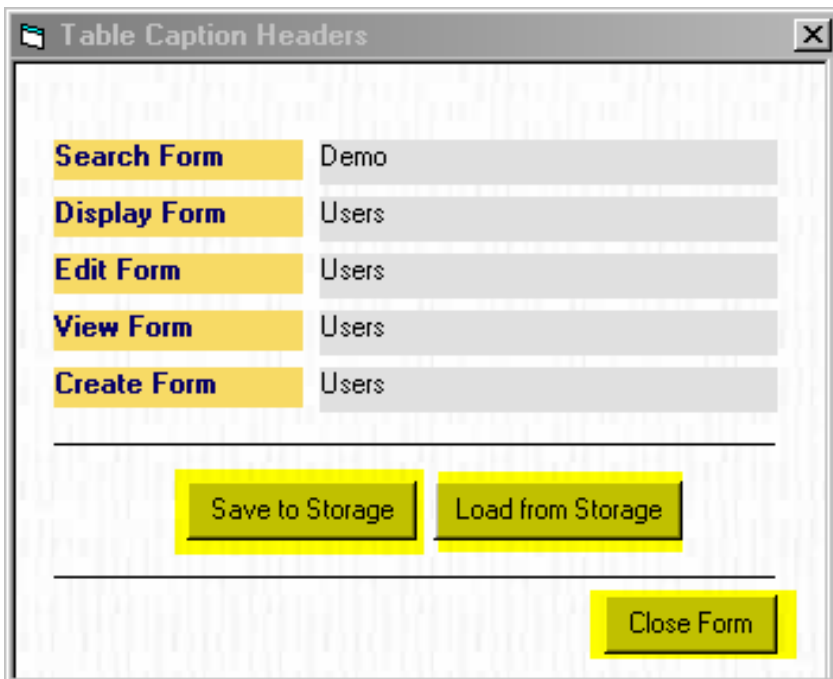 Table Caption Headers
Search Form Demo
Display Form Users
Edit Form Users
View Form Users
Create Form Users
Save to Storage Load from Storage
Close Form